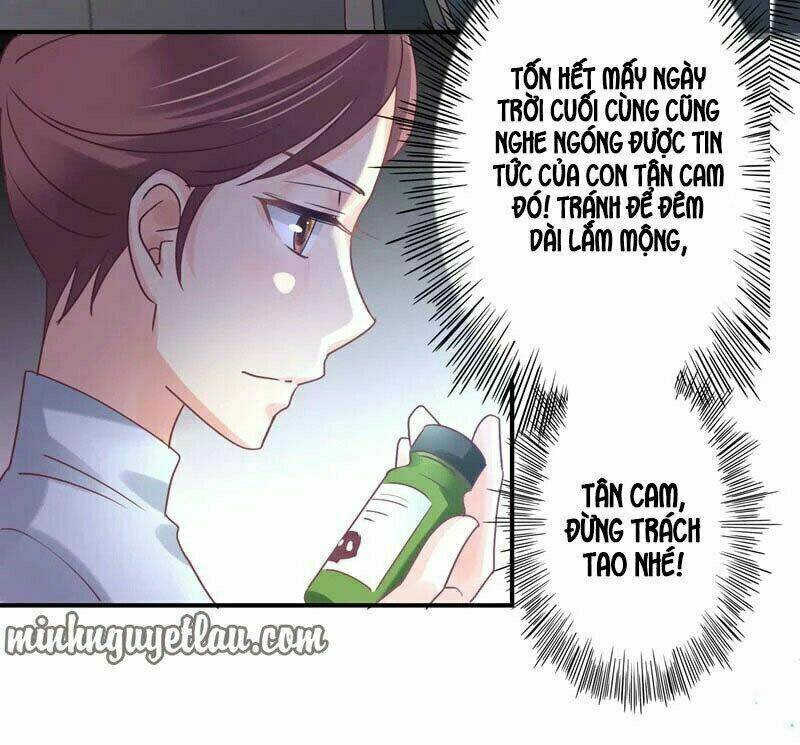 TỐN HẾT MẤY NGÀY
TRỜI CUỐI CÙNG CŨNG
NGHE NGÓNG ĐƯỢC TIN
TỨC CỦA CON TÂN CAM
ĐÓ! TRÁNH ĐỂ ĐÊM
DÀI LẮM MỘNG,
TÂN CAM,
ĐỪNG TRÁCH
TAO NHÉ!
minhnguyetlau.com